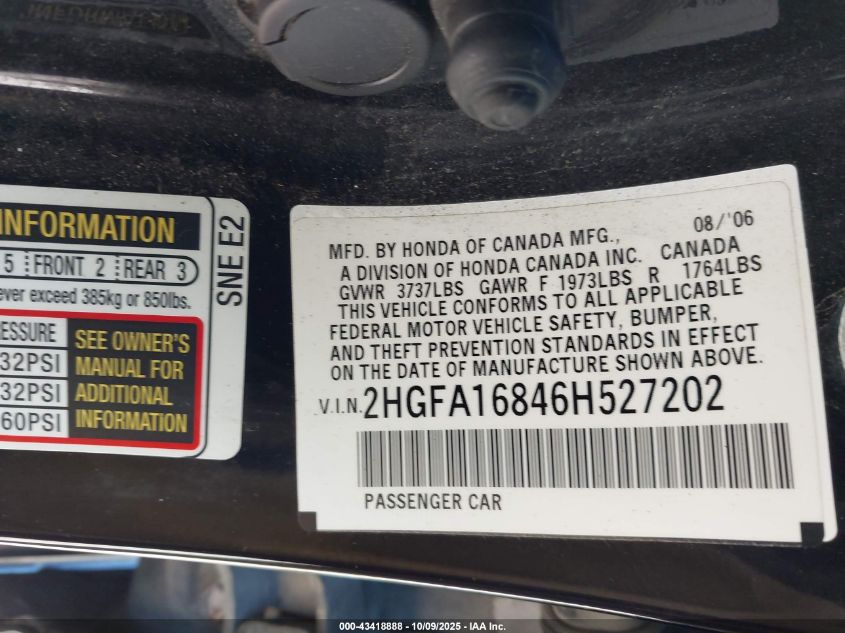 INFORMATION
5 FRONT 2 REAR 3
ever exceed 385kg or 850lbs.
RESSURE
32PSI
32PSI
60PSI
SEE OWNER'S
MANUAL FOR
ADDITIONAL
INFORMATION
SNE E2
08/'06
MFD. BY HONDA OF CANADA MFG.,
A DIVISION OF HONDA CANADA INC. CANADA
GVWR 3737LBS GAWR F 1973LBS R 1764LBS
THIS VEHICLE CONFORMS TO ALL APPLICABLE
FEDERAL MOTOR VEHICLE SAFETY, BUMPER,
AND THEFT PREVENTION STANDARDS IN EFFECT
ON THE DATE OF MANUFACTURE SHOWN ABOVE.
V.I.N. 2HGFA16846H527202
PASSENGER CAR
000-43418888 - 10/09/2025 - IAA Inc.